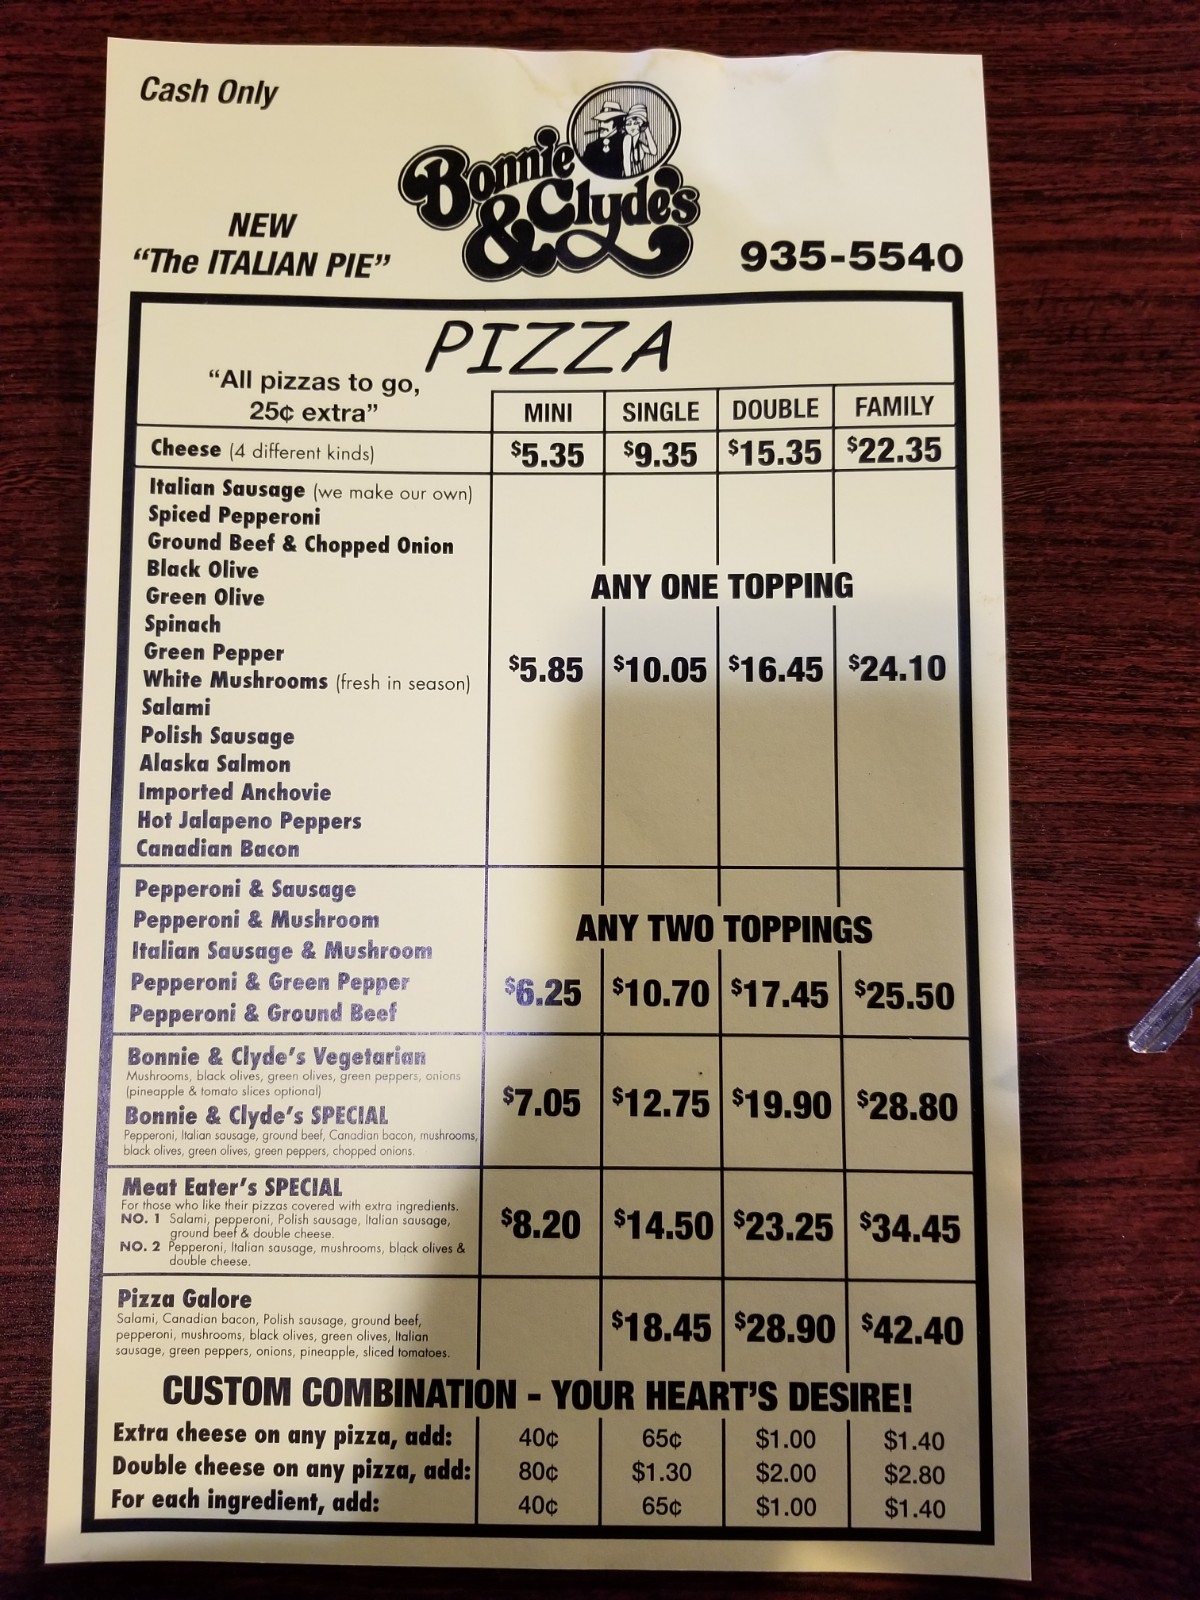 Cash Only
Bonnie
& Clyde's
NEW
“The ITALIAN PIE”
935-5540
PIZZA
“All pizzas to go,
25¢ extra”
MINI SINGLE DOUBLE FAMILY
Cheese (4 different kinds) $5.35 $9.35 $15.35 $22.35
Italian Sausage (we make our own)
Spiced Pepperoni
Ground Beef & Chopped Onion
Black Olive
Green Olive
Spinach
Green Pepper
White Mushrooms (fresh in season)
Salami
Polish Sausage
Alaska Salmon
Imported Anchovie
Hot Jalapeno Peppers
Canadian Bacon
ANY ONE TOPPING
$5.85 $10.05 $16.45 $24.10
Pepperoni & Sausage
Pepperoni & Mushroom
Italian Sausage & Mushroom
Pepperoni & Green Pepper
Pepperoni & Ground Beef
ANY TWO TOPPINGS
$6.25 $10.70 $17.45 $25.50
Bonnie & Clyde's Vegetarian
Mushrooms, black olives, green olives, green peppers, onions
(pineapple & tomato slices optional)
Bonnie & Clyde's SPECIAL
Pepperoni, Italian sausage, ground beef, Canadian bacon, mushrooms,
black olives, green olives, green peppers, chopped onions.
$7.05 $12.75 $19.90 $28.80
Meat Eater's SPECIAL
For those who like their pizzas covered with extra ingredients.
NO. 1 Salami, pepperoni, Polish sausage, Italian sausage,
ground beef & double cheese.
NO. 2 Pepperoni, Italian sausage, mushrooms, black olives &
double cheese.
$8.20 $14.50 $23.25 $34.45
Pizza Galore
Salami, Canadian bacon, Polish sausage, ground beef,
pepperoni, mushrooms, black olives, green olives, Italian
sausage, green peppers, onions, pineapple, sliced tomatoes.
$18.45 $28.90 $42.40
CUSTOM COMBINATION - YOUR HEART'S DESIRE!
Extra cheese on any pizza, add: 40¢ 65¢ $1.00 $1.40
Double cheese on any pizza, add: 80¢ $1.30 $2.00 $2.80
For each ingredient, add: 40¢ 65¢ $1.00 $1.40